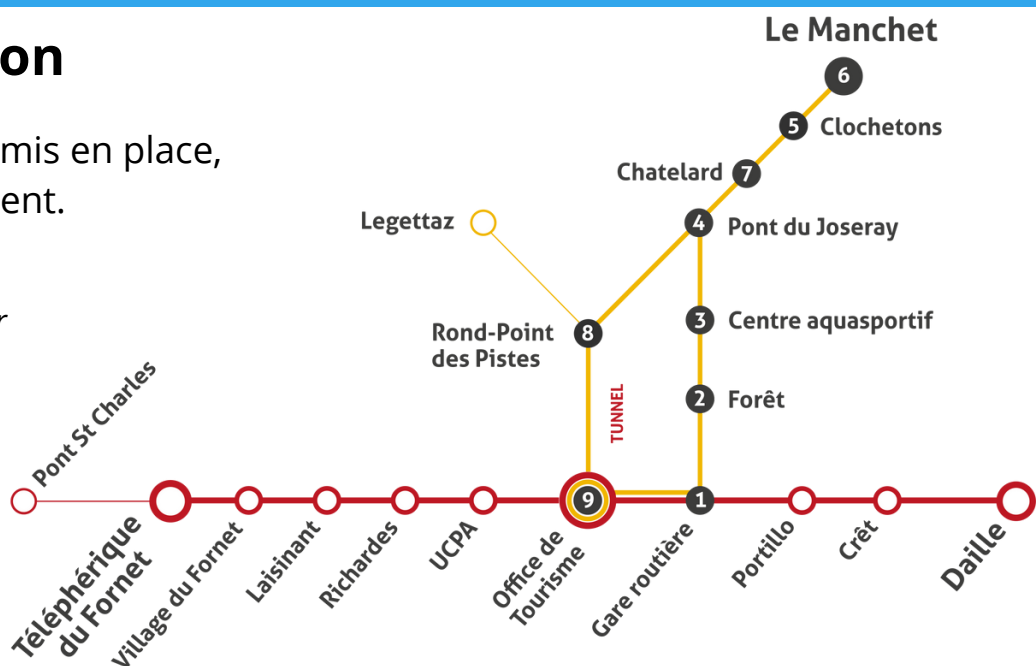 on
mis en place,
ent.
r
Le Manchet
6
5 Clochetons
Chatelard 7
Legettaz
4 Pont du Joseray
Rond-Point
des Pistes
8
3 Centre aquasportif
TUNNEL
2 Forêt
Pont St Charles
9
1
Téléphérique
du Fornet
Village du Fornet
Laisinant
Richardes
UCPA
Office de
Tourisme
Gare routière
Portillo
Crêt
Daille